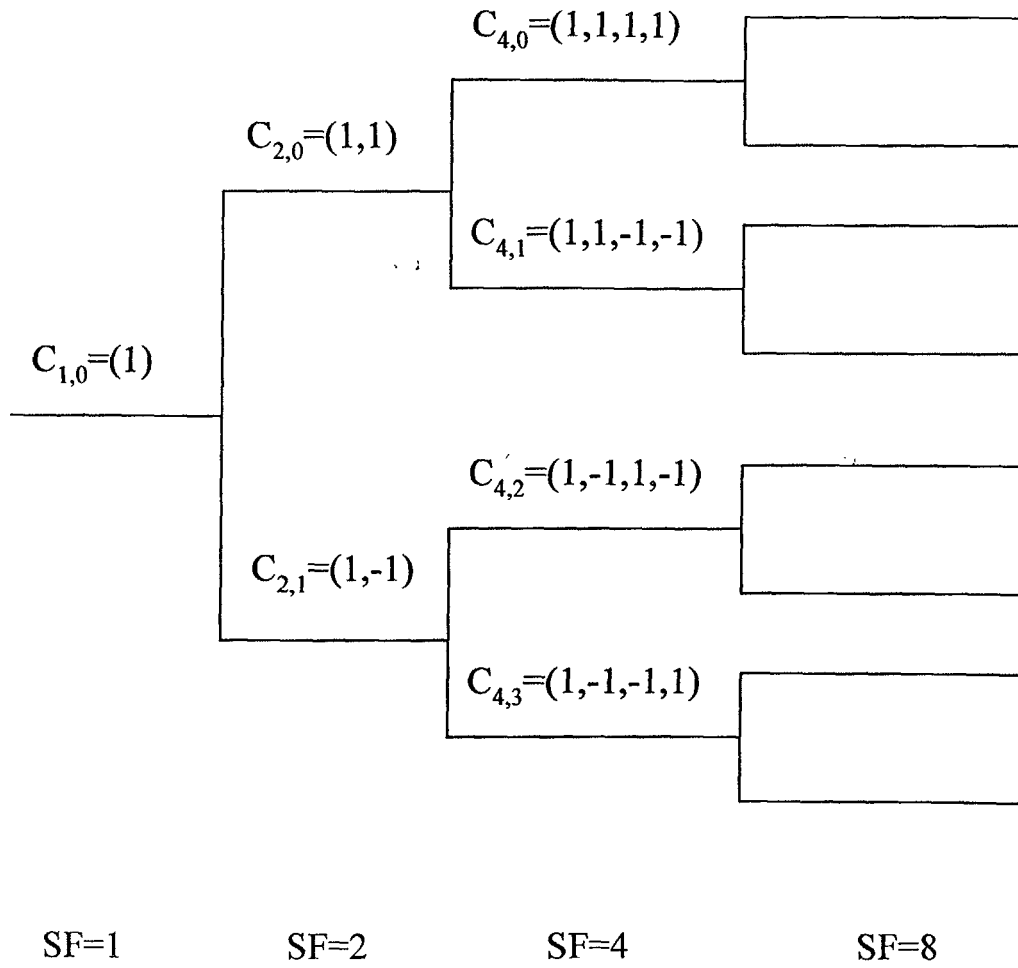 C4,0=(1,1,1,1)
C2,0=(1,1)
C4,1=(1,1,-1,-1)
C1,0=(1)
C4,2=(1,-1,1,-1)
C2,1=(1,-1)
C4,3=(1,-1,-1,1)
SF=1 SF=2 SF=4 SF=8